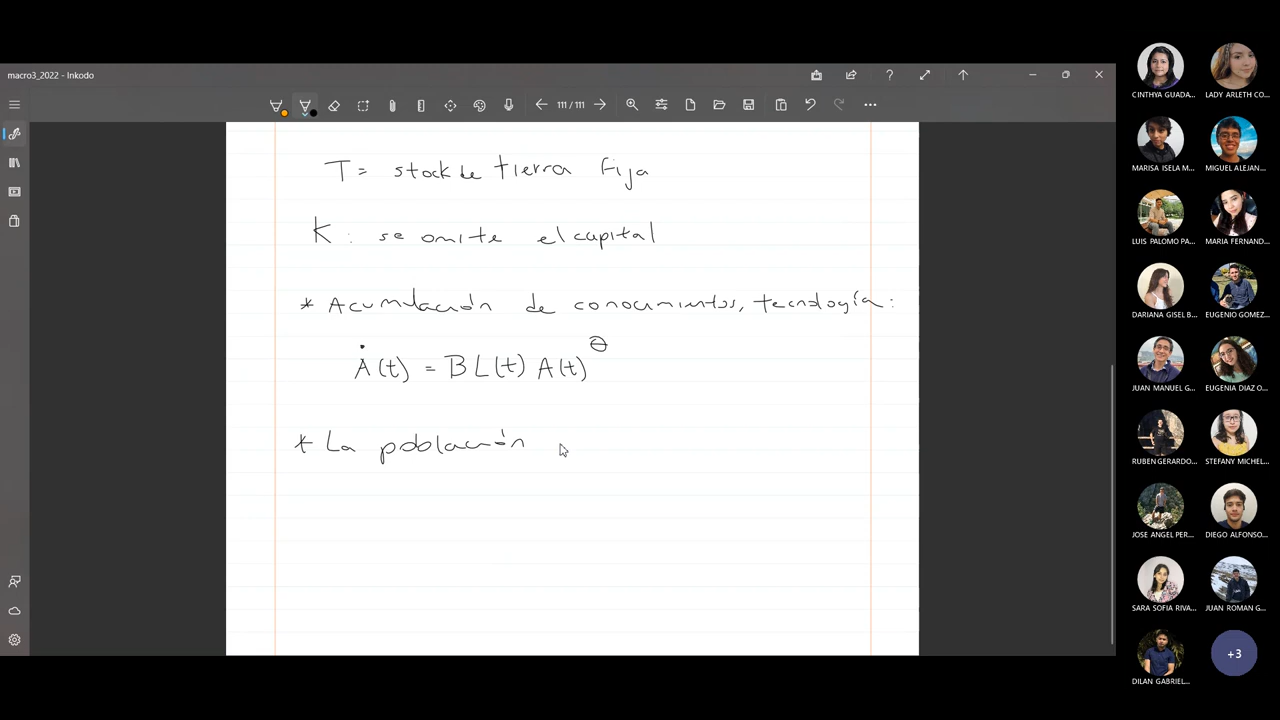 macro3_2022 - Inkodo
111 / 111
T = stock de tierra fija
K : se omite el capital
* Acumulación de conocimientos, tecnología :
Ȧ(t) = B L(t) A(t)^θ
* La población
CINTHYA GUADA...
LADY ARLETH CO...
MARISA ISELA M...
MIGUEL ALEJAN...
LUIS PALOMO PA...
MARIA FERNAND...
DARIANA GISEL B...
EUGENIO GOMEZ...
JUAN MANUEL G...
EUGENIA DIAZ O...
RUBEN GERARDO...
STEFANY MICHEL...
JOSE ANGEL PER...
DIEGO ALFONSO...
SARA SOFIA RIVA...
JUAN ROMAN G...
DILAN GABRIEL...
+3